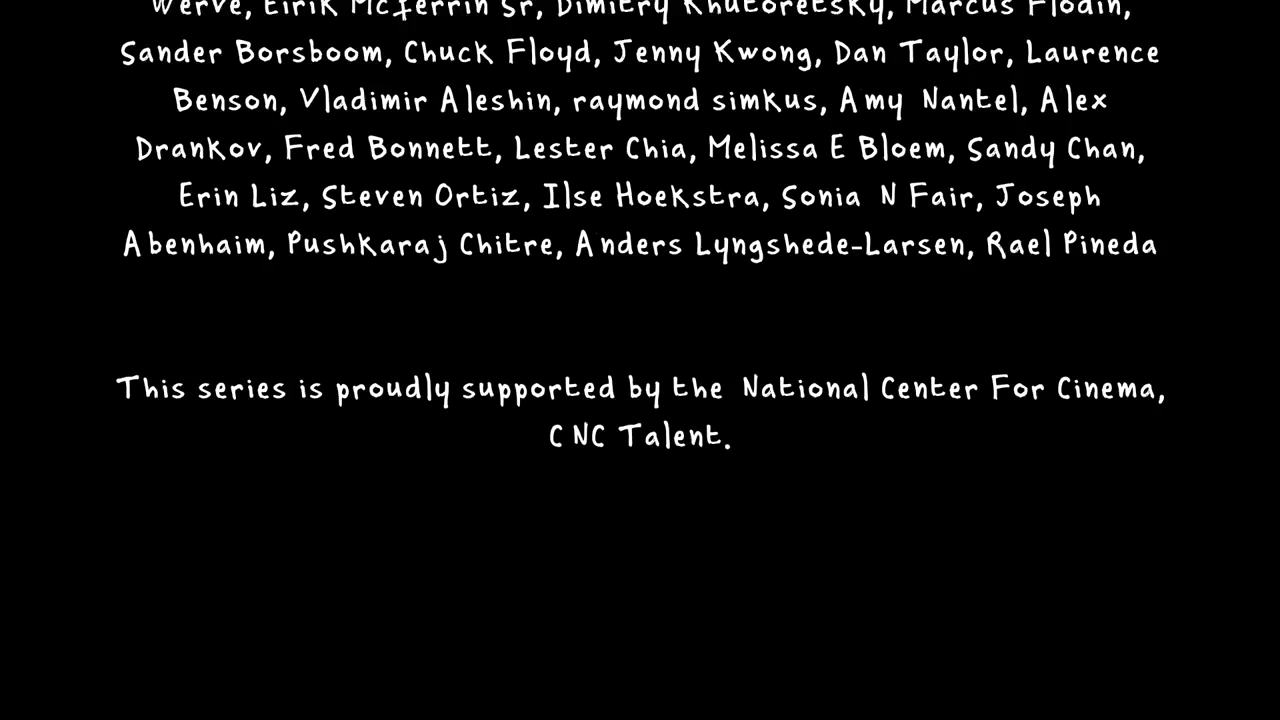 Werve, Eirik McFerrin Sr, Dimitry Khutoretsky, Marcus Flodin,
Sander Borsboom, Chuck Floyd, Jenny Kwong, Dan Taylor, Laurence
Benson, Vladimir Aleshin, raymond simkus, Amy Nantel, Alex
Drankov, Fred Bonnett, Lester Chia, Melissa E Bloem, Sandy Chan,
Erin Liz, Steven Ortiz, Ilse Hoekstra, Sonia N Fair, Joseph
Abenhaim, Pushkaraj Chitre, Anders Lyngshede-Larsen, Rael Pineda
This series is proudly supported by the National Center For Cinema,
CNC Talent.